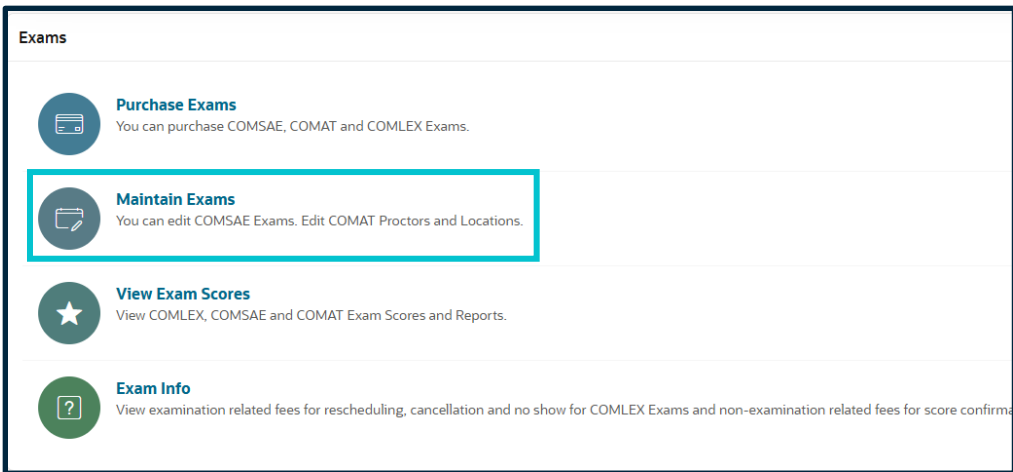 Exams
Purchase Exams
You can purchase COMSAE, COMAT and COMLEX Exams.
Maintain Exams
You can edit COMSAE Exams. Edit COMAT Proctors and Locations.
View Exam Scores
View COMLEX, COMSAE and COMAT Exam Scores and Reports.
Exam Info
?
View examination related fees for rescheduling, cancellation and no show for COMLEX Exams and non-examination related fees for score confirma